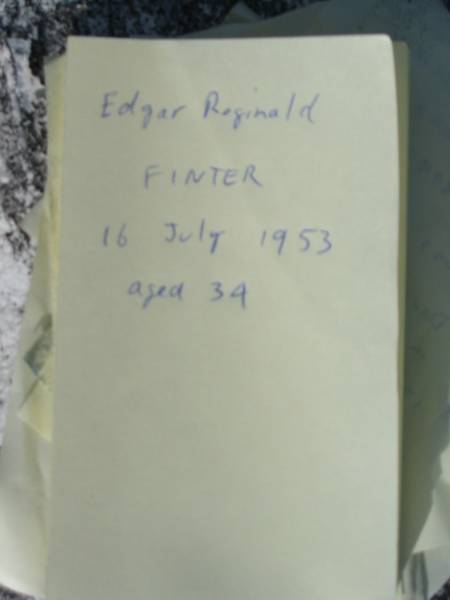 Edgar Reginald
FINTER
16 July 1953
aged 34